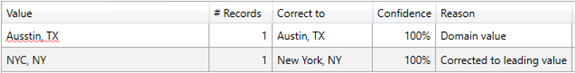 Value # Records Correct to Confidence Reason
Ausstin, TX 1 Austin, TX 100% Domain value
NYC, NY 1 New York, NY 100% Corrected to leading value